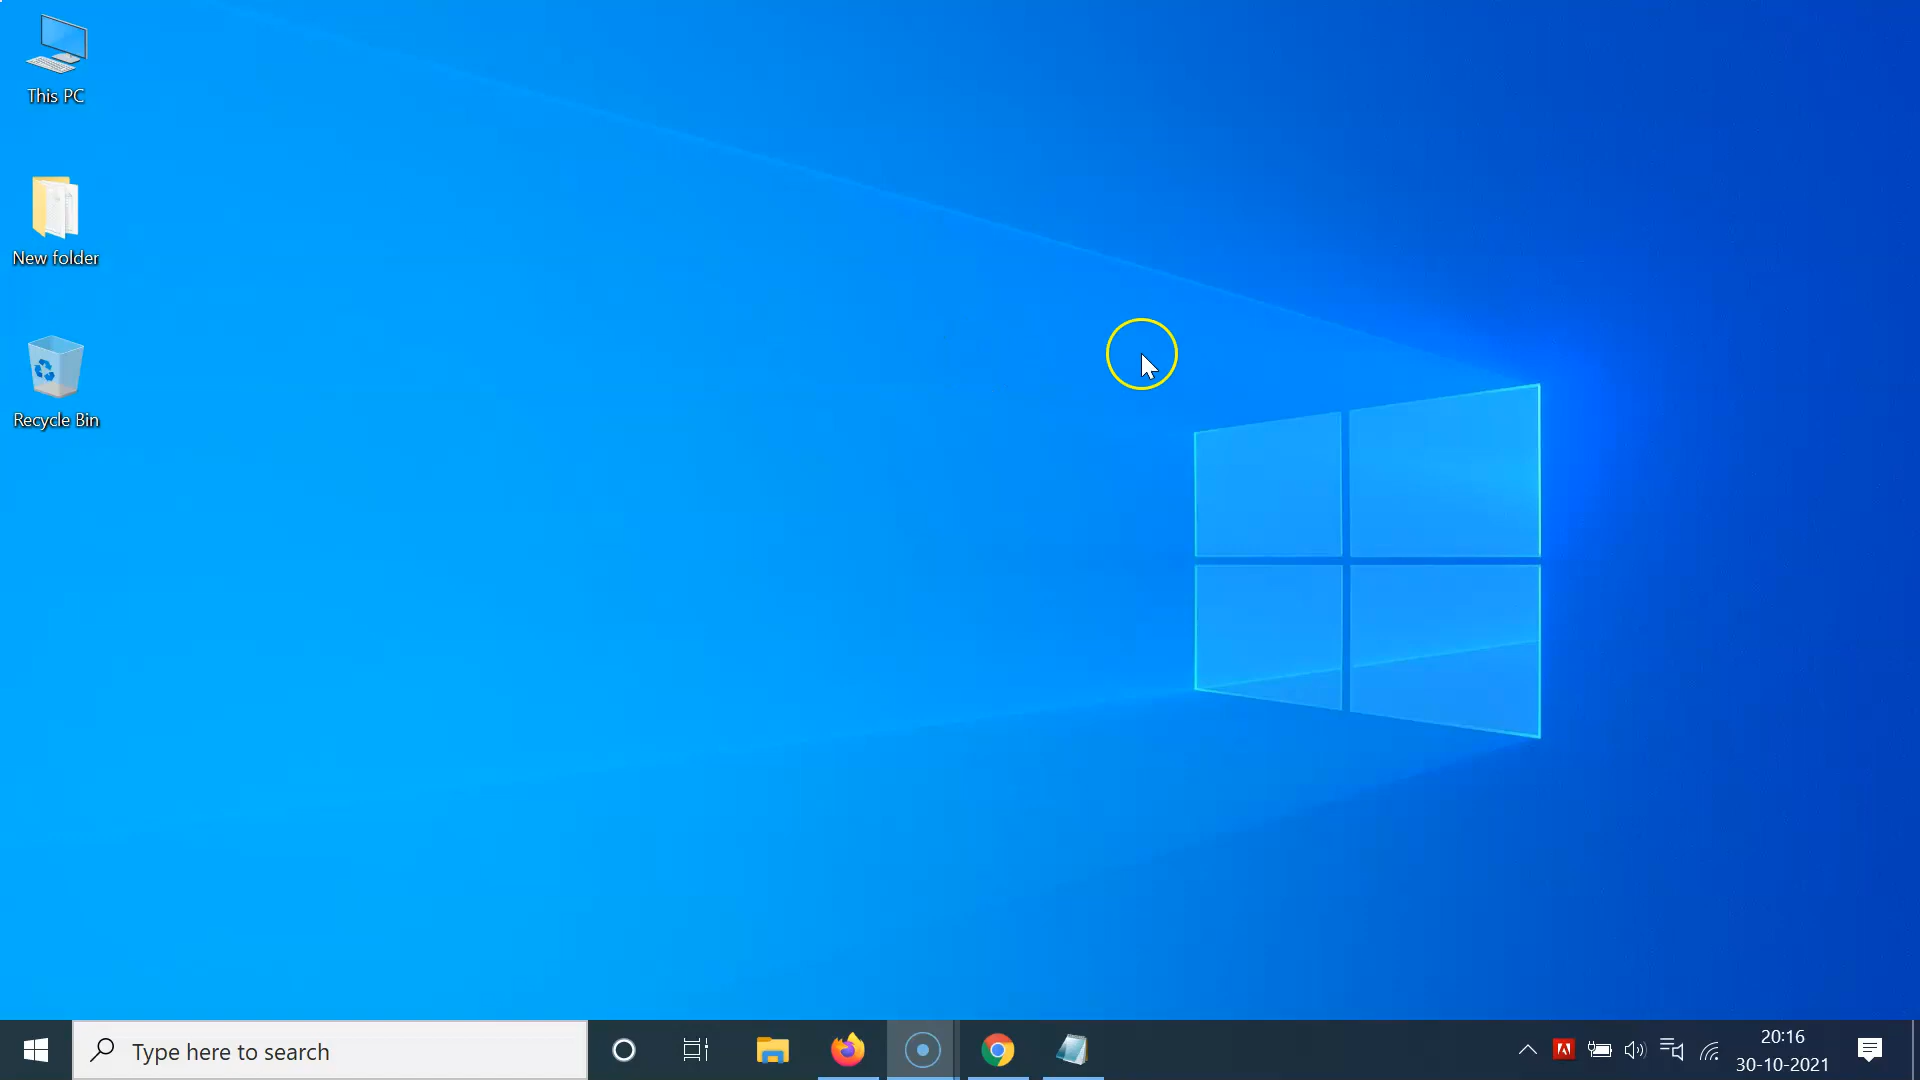 This PC
New folder
Recycle Bin
Type here to search
20:16
30-10-2021